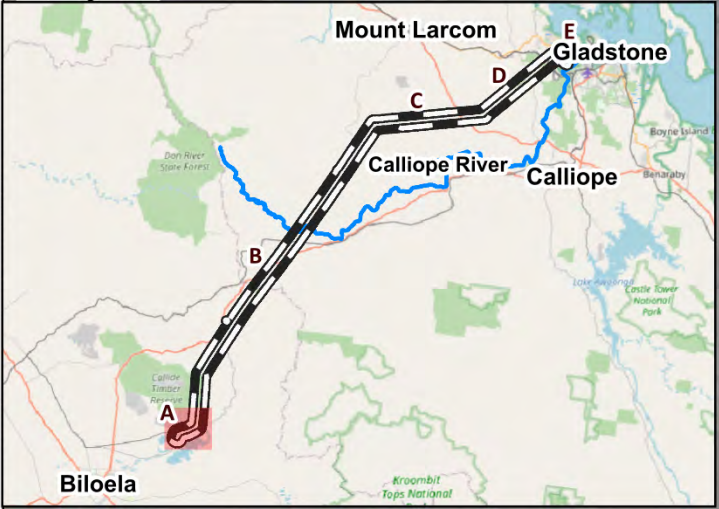 Mount Larcom
E
Gladstone
D
C
Boyne Island
Don River
State Forest
Calliope River
Calliope
Benaraby
B
Lake Awoonga
Castle Tower
National
Park
Callide
Timber
Reserve
A
Biloela
Kroombit
Tops National